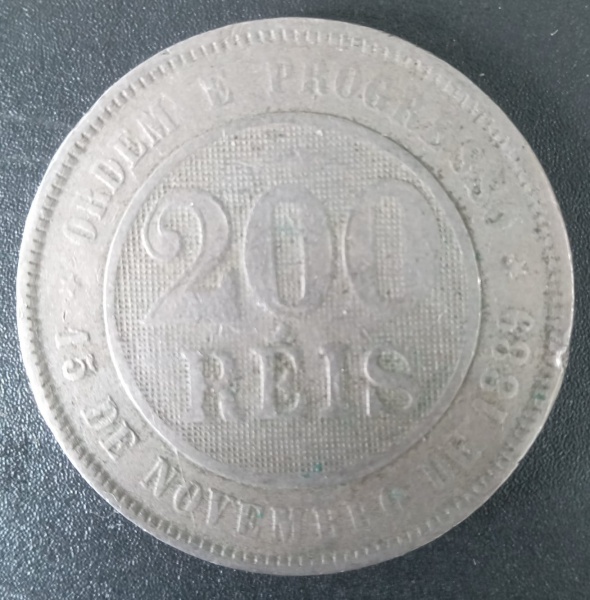 ORDEM E PROGRESSO
200
RÉIS
15 DE NOVEMBRO DE 1889